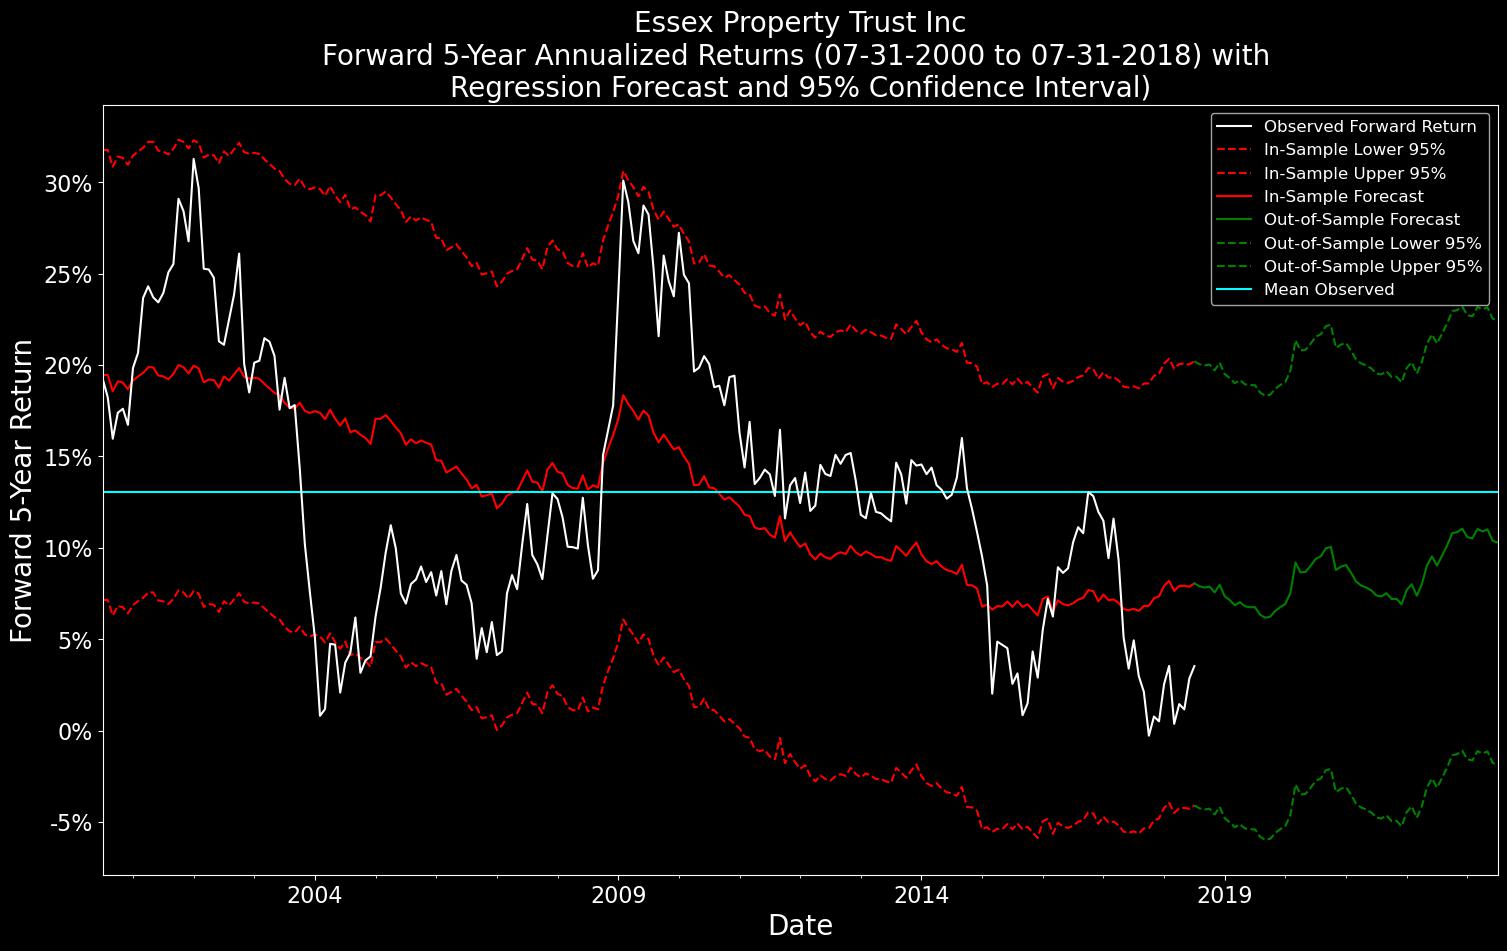 Essex Property Trust Inc
Forward 5-Year Annualized Returns (07-31-2000 to 07-31-2018) with
Regression Forecast and 95% Confidence Interval)
Observed Forward Return
In-Sample Lower 95%
In-Sample Upper 95%
In-Sample Forecast
Out-of-Sample Forecast
Out-of-Sample Lower 95%
Out-of-Sample Upper 95%
Mean Observed
Forward 5-Year Return
30%
25%
20%
15%
10%
5%
0%
-5%
2004
2009
2014
2019
Date